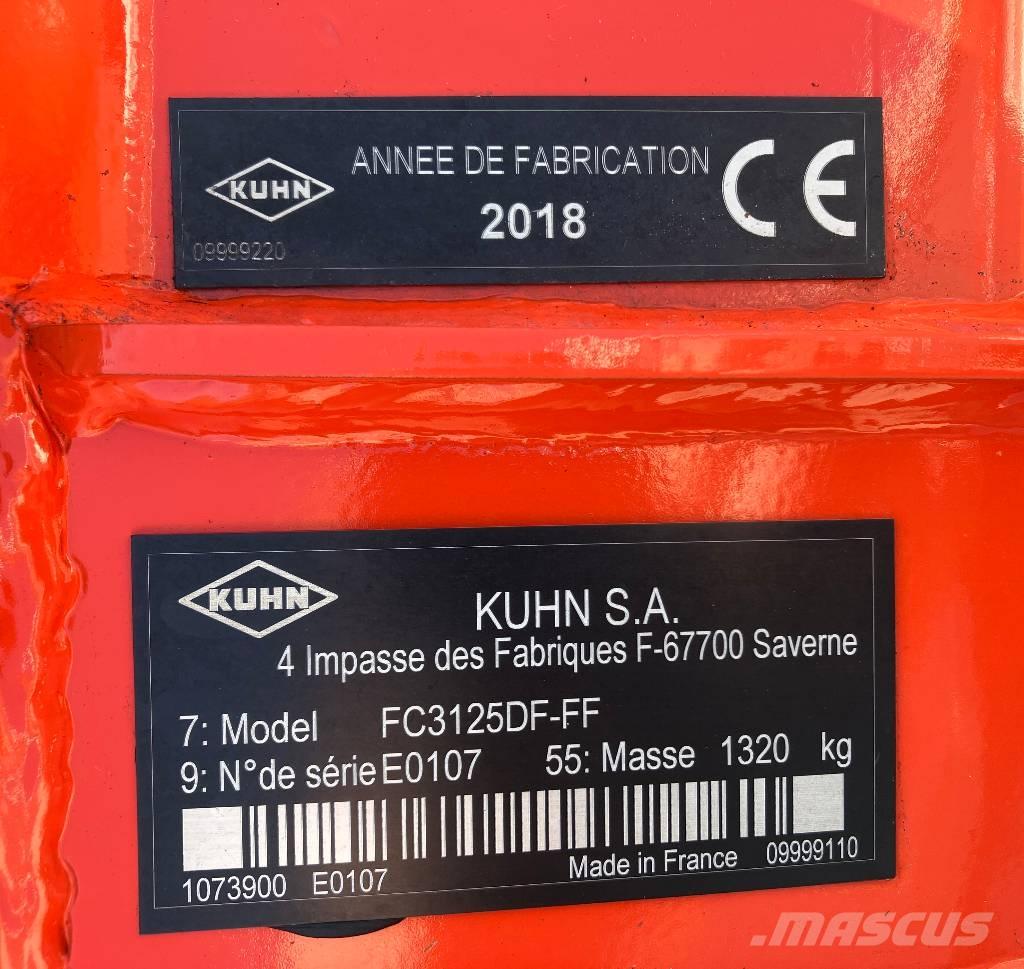 KUHN
ANNEE DE FABRICATION
2018
CE
09999220
KUHN
KUHN S.A.
4 Impasse des Fabriques F-67700 Saverne
7: Model FC3125DF-FF
9: N°de série E0107 55: Masse 1320 kg
Made in France 09999110
1073900 E0107
.MASCUS